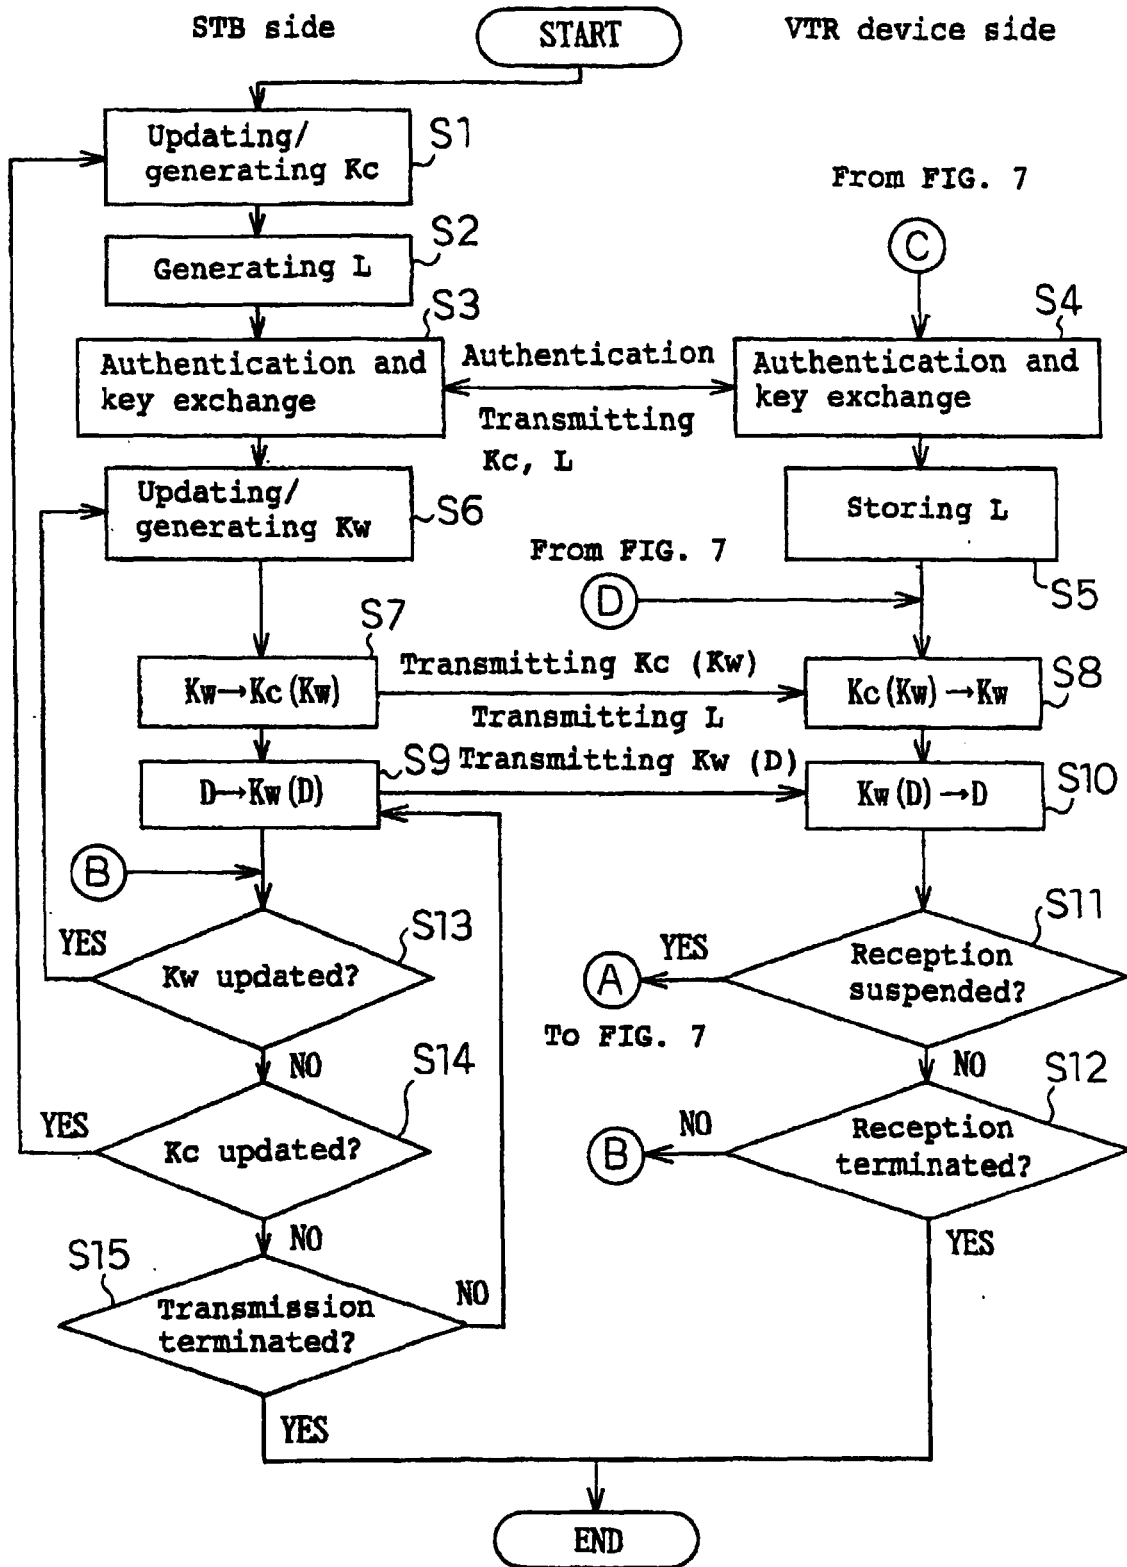 STB side
START
VTR device side
Updating/
generating Kc
S1
From FIG. 7
Generating L
S2
C
S3
S4
Authentication and
key exchange
Authentication
Transmitting
Kc, L
Authentication and
key exchange
Updating/
generating Kw
S6
Storing L
S5
From FIG. 7
D
S7
Kw→Kc(Kw)
Transmitting Kc (Kw)
Transmitting L
Kc(Kw)→Kw
S8
D→Kw(D)
S9
Transmitting Kw (D)
Kw(D)→D
S10
B
S13
YES
Kw updated?
NO
S11
YES
Reception
suspended?
A
To FIG. 7
NO
S14
YES
Kc updated?
NO
S12
NO
Reception
terminated?
B
YES
S15
Transmission
terminated?
NO
YES
END